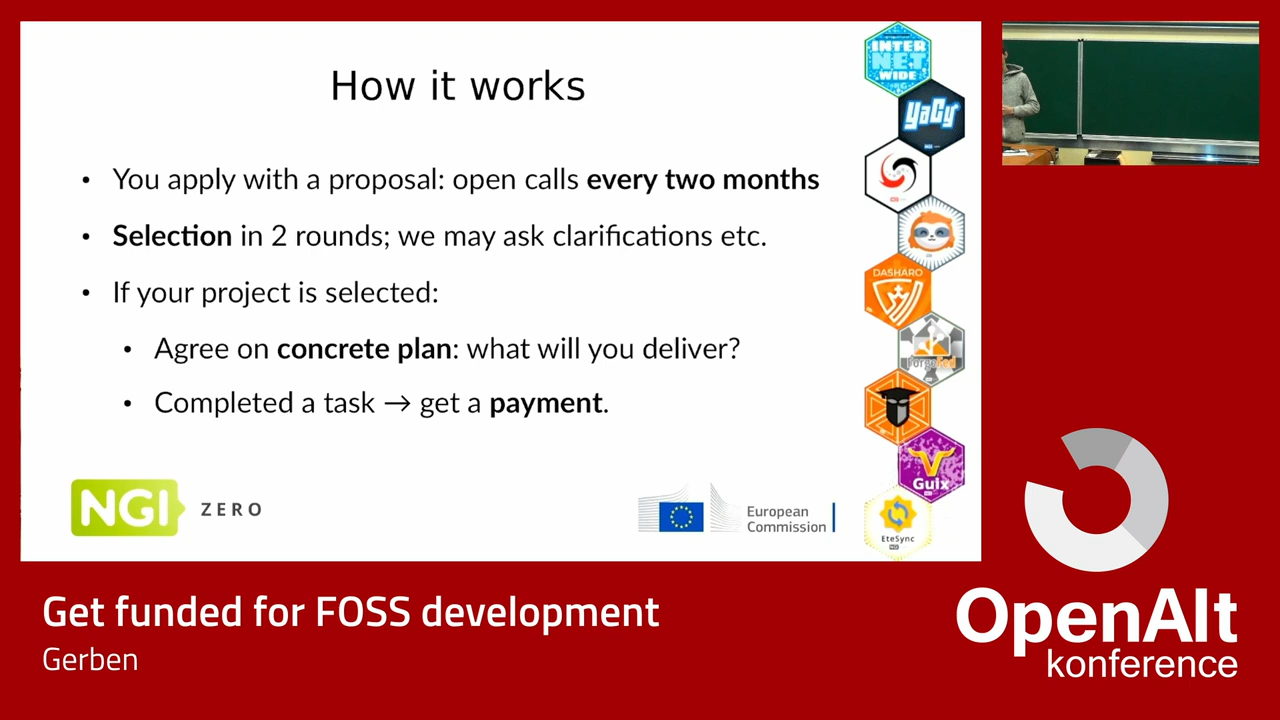 How it works
• You apply with a proposal: open calls every two months
• Selection in 2 rounds; we may ask clarifications etc.
• If your project is selected:
• Agree on concrete plan: what will you deliver?
• Completed a task → get a payment.
NGI ZERO
European
Commission
INTER
NET
WIDE
YaCy
DASHARO
Guix
EteSync
Get funded for FOSS development
Gerben
OpenAlt
konference